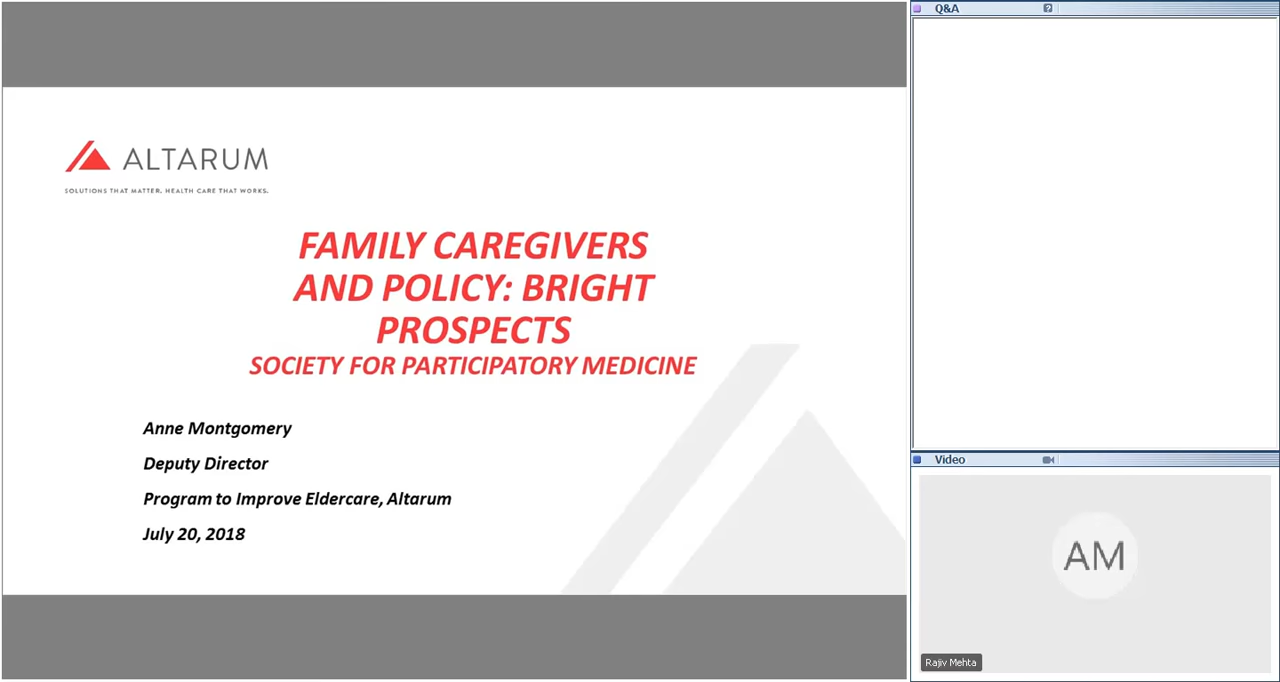 ALTARUM
SOLUTIONS THAT MATTER. HEALTH CARE THAT WORKS.
FAMILY CAREGIVERS
AND POLICY: BRIGHT
PROSPECTS
SOCIETY FOR PARTICIPATORY MEDICINE
Anne Montgomery
Deputy Director
Program to Improve Eldercare, Altarum
July 20, 2018
Q&A
?
Video
AM
Rajiv Mehta